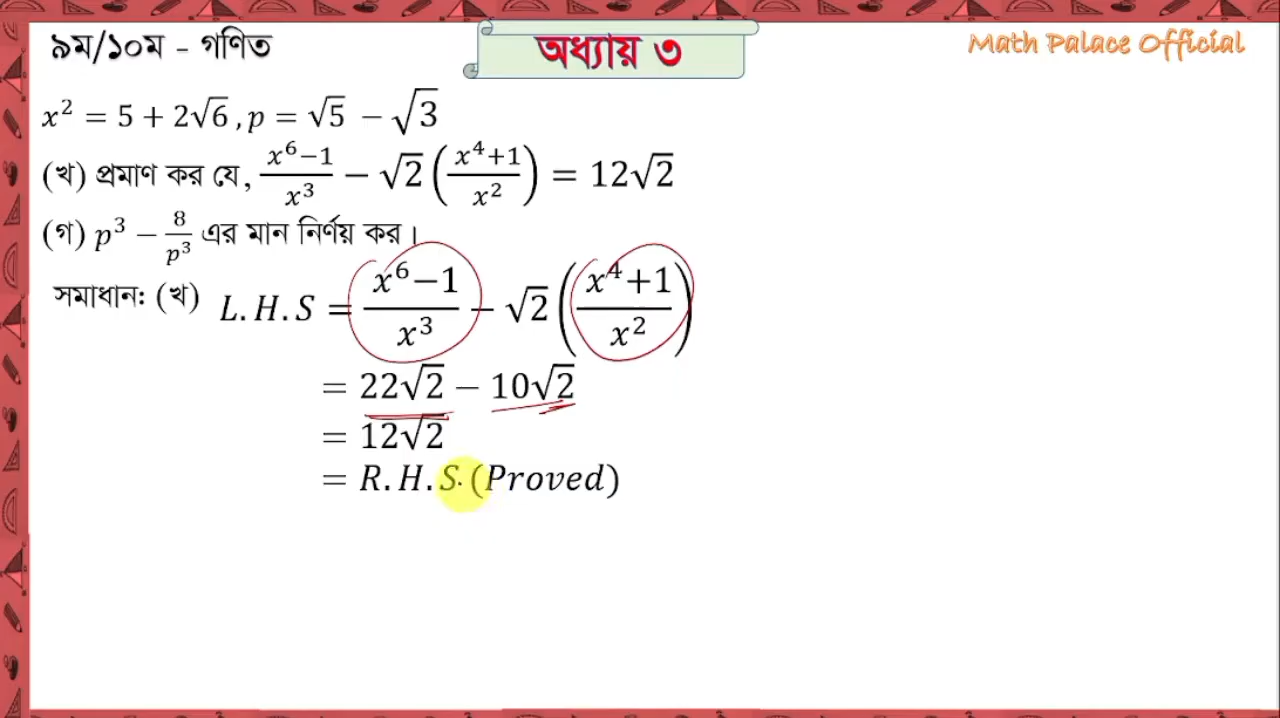 ৯ম/১০ম - গণিত
অধ্যায় ৩
Math Palace Official
x² = 5 + 2√6, p = √5 − √3
(খ) প্রমাণ কর যে, (x⁶−1)/x³ − √2((x⁴+1)/x²) = 12√2
(গ) p³ − 8/p³ এর মান নির্ণয় কর।
সমাধান: (খ) L.H.S = (x⁶−1)/x³ − √2((x⁴+1)/x²)
= 22√2 − 10√2
= 12√2
= R.H.S.(Proved)